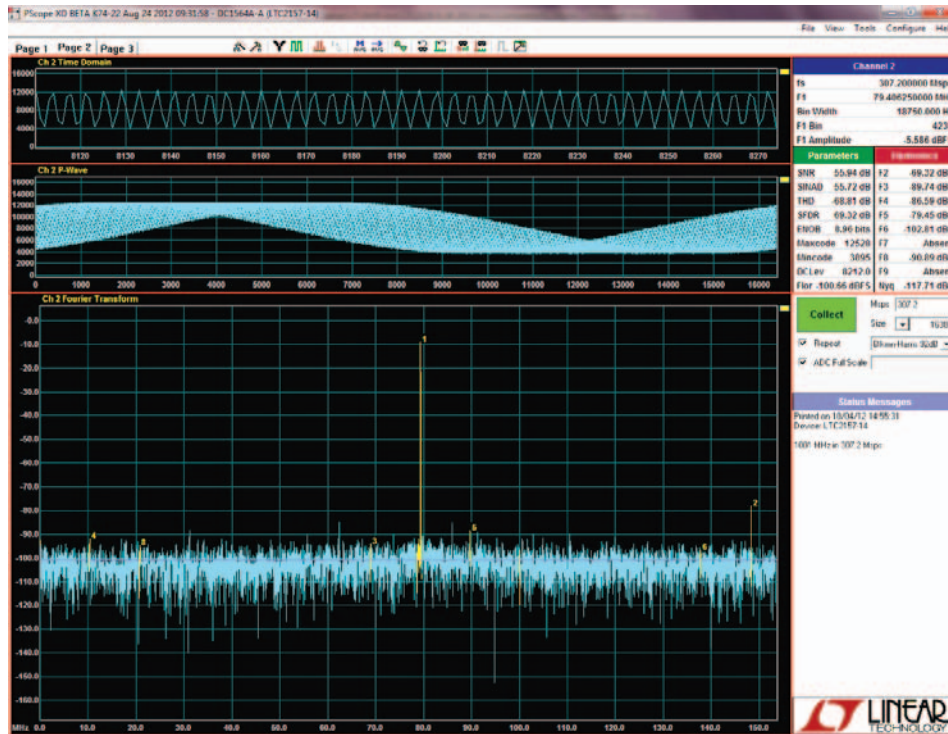 PScope XD BETA K74-22 Aug 24 2012 09:31:58 - DC1564A-A (LTC2157-14)
File View Tools Configure
Page 1 Page 2 Page 3
Ch 2 Time Domain
16000
12000
8000
4000
0
8120 8130 8140 8150 8160 8170 8180 8190 8200 8210 8220 8230 8240 8250 8260 8270
Ch 2 P-Wave
16000
14000
12000
10000
8000
6000
4000
2000
0
0 1000 2000 3000 4000 5000 6000 7000 8000 9000 10000 11000 12000 13000 14000 15000 16000
Ch 2 Fourier Transform
-0.0
-10.0
-20.0
-30.0
-40.0
-50.0
-60.0
-70.0
-80.0
-90.0
-100.0
-110.0
-120.0
-130.0
-140.0
-150.0
-160.0
1
2
3
4
5
6
8
MHz 0.0 10.0 20.0 30.0 40.0 50.0 60.0 70.0 80.0 90.0 100.0 110.0 120.0 130.0 140.0 150.0
Channel 2
fs 307.200000 Msp
F1 79.406250000 MH
Bin Width 18750.000 H
F1 Bin 423
F1 Amplitude -5.586 dBF
Parameters
SNR 55.94 dB F2 -69.32 dB
SINAD 55.72 dB F3 -89.74 dB
THD -68.81 dB F4 -86.59 dB
SFDR 69.32 dB F5 -79.45 dB
ENOB 8.96 bits F6 -102.81 dB
Maxcode 12520 F7 Absen
Mincode 3895 F8 -90.89 dB
DCLev 8212.0 F9 Absen
Flor -100.66 dBFS Nyq -117.71 dB
Collect
Msps 307.2
Size 1638
Repeat
ADC Full Scale
Status Messages
Printed on 10/04/12 14:55:31
Device: LTC2157-14
MHz in 307.2 Msps
LINEAR
TECHNOLOGY